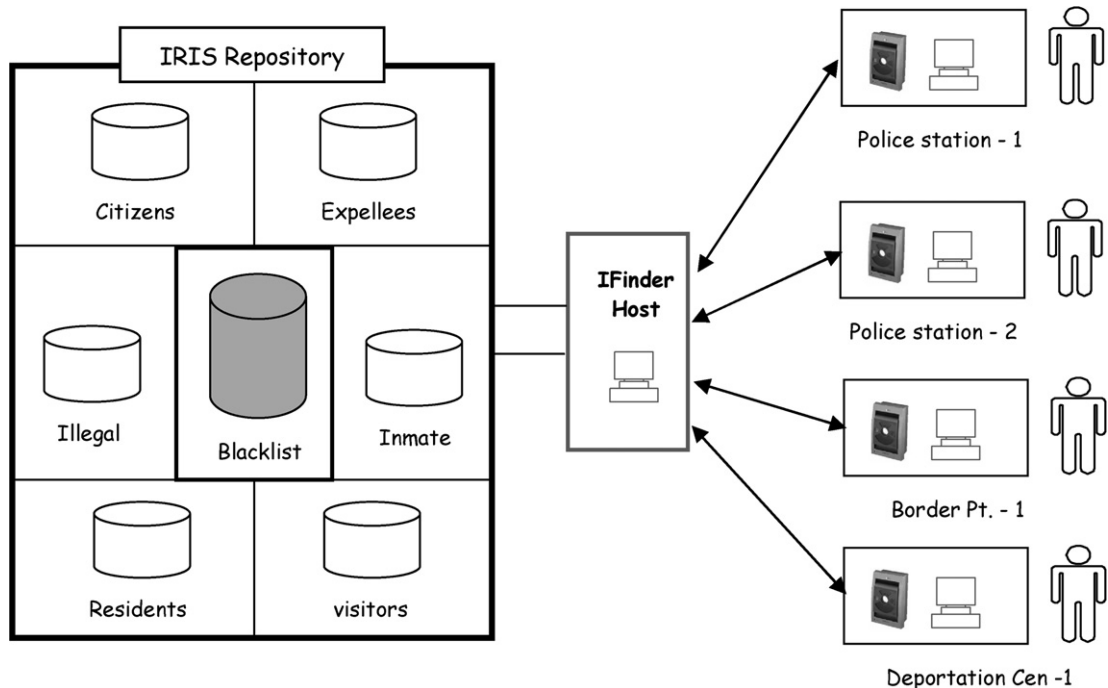 IRIS Repository
Citizens
Expellees
Illegal
Blacklist
Inmate
Residents
visitors
IFinder
Host
Police station - 1
Police station - 2
Border Pt. - 1
Deportation Cen -1